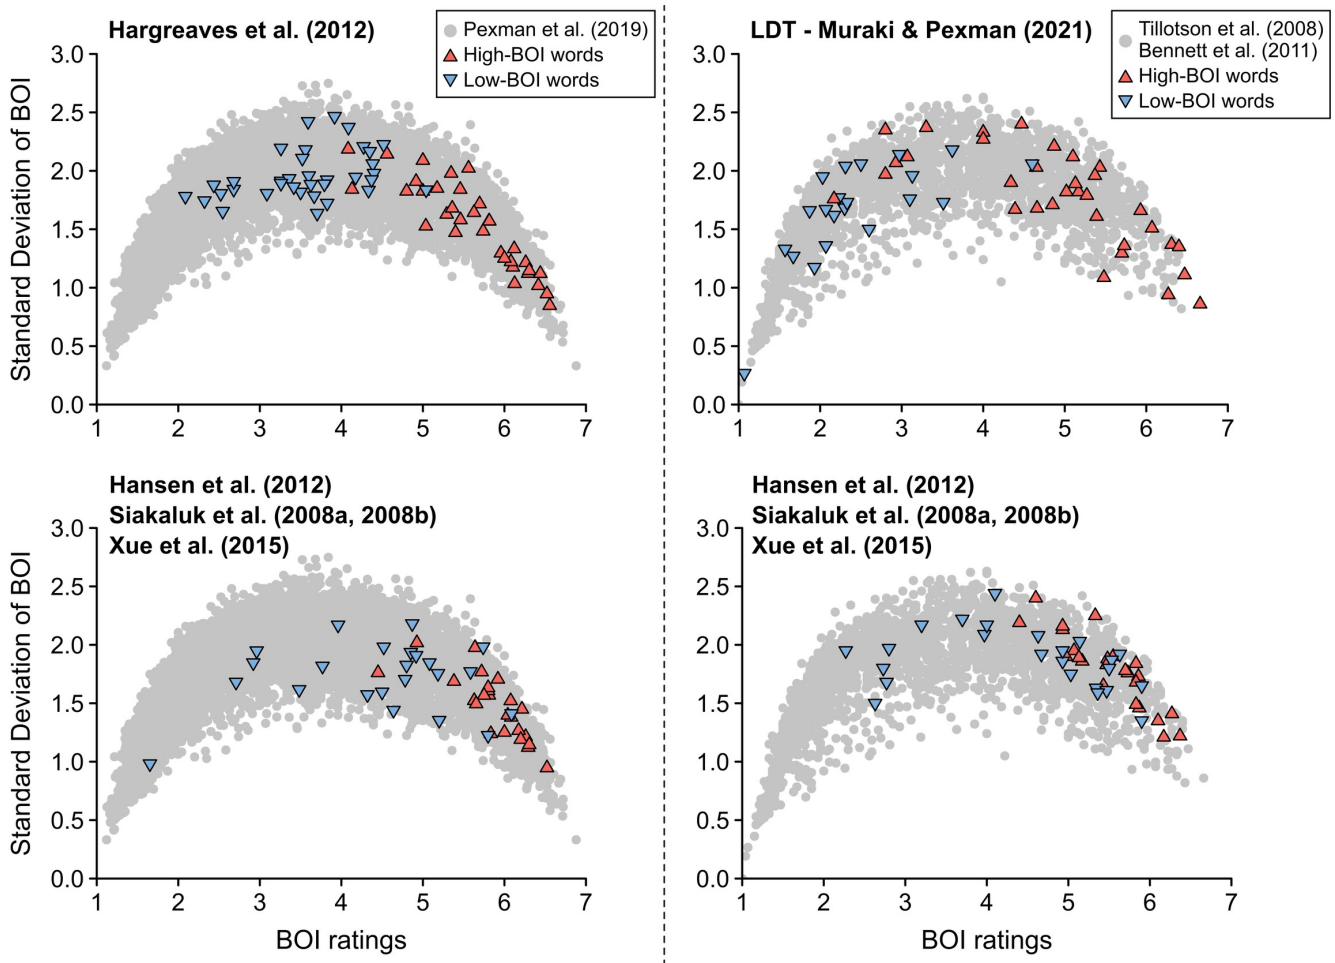 Hargreaves et al. (2012)
Pexman et al. (2019)
High-BOI words
Low-BOI words
Standard Deviation of BOI
3.0
2.5
2.0
1.5
1.0
0.5
0.0
1 2 3 4 5 6 7
LDT - Muraki & Pexman (2021)
Tillotson et al. (2008)
Bennett et al. (2011)
High-BOI words
Low-BOI words
3.0
2.5
2.0
1.5
1.0
0.5
0.0
1 2 3 4 5 6 7
Hansen et al. (2012)
Siakaluk et al. (2008a, 2008b)
Xue et al. (2015)
Standard Deviation of BOI
3.0
2.5
2.0
1.5
1.0
0.5
0.0
1 2 3 4 5 6 7
BOI ratings
Hansen et al. (2012)
Siakaluk et al. (2008a, 2008b)
Xue et al. (2015)
3.0
2.5
2.0
1.5
1.0
0.5
0.0
1 2 3 4 5 6 7
BOI ratings